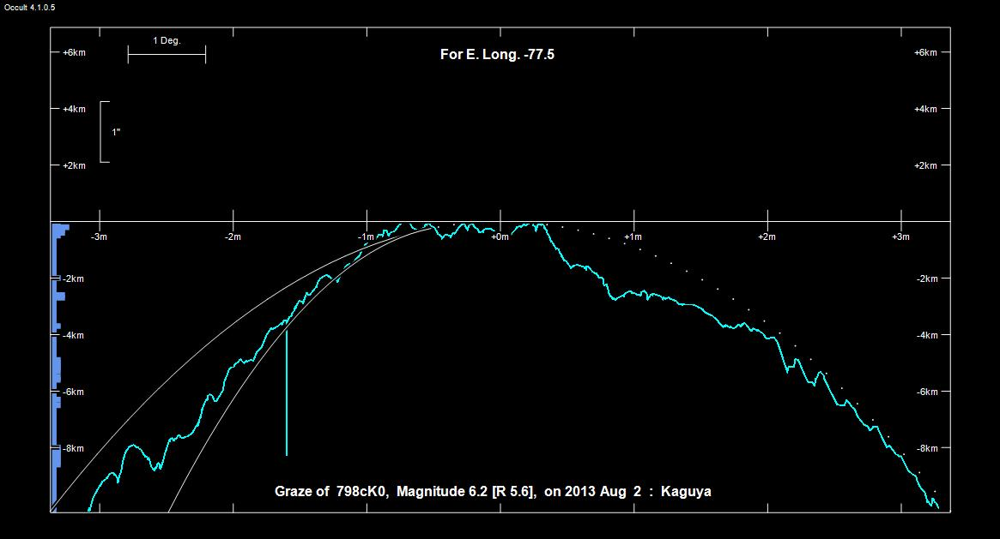 Occult 4.1.0.5
1 Deg.
For E. Long. -77.5
+6km +6km
+4km +4km
1"
+2km +2km
-3m -2m -1m +0m +1m +2m +3m
-2km -2km
-4km -4km
-6km -6km
-8km -8km
Graze of 798cK0, Magnitude 6.2 [R 5.6], on 2013 Aug 2 : Kaguya